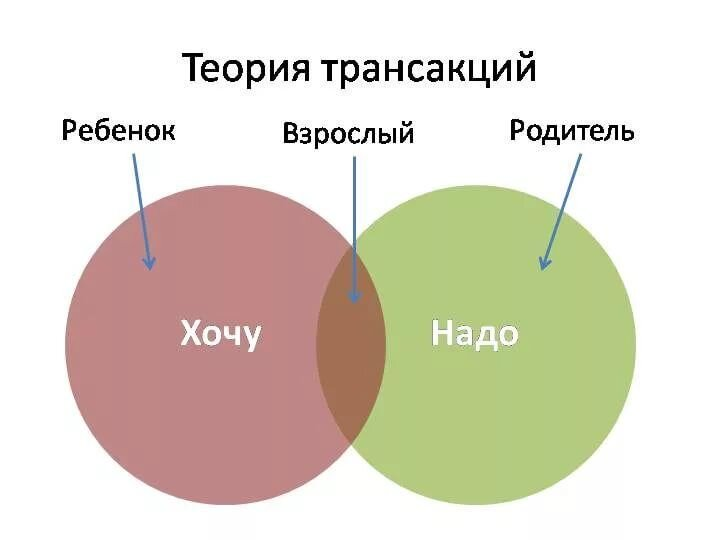 Теория трансакций
Ребенок
Взрослый
Родитель
Хочу
Надо